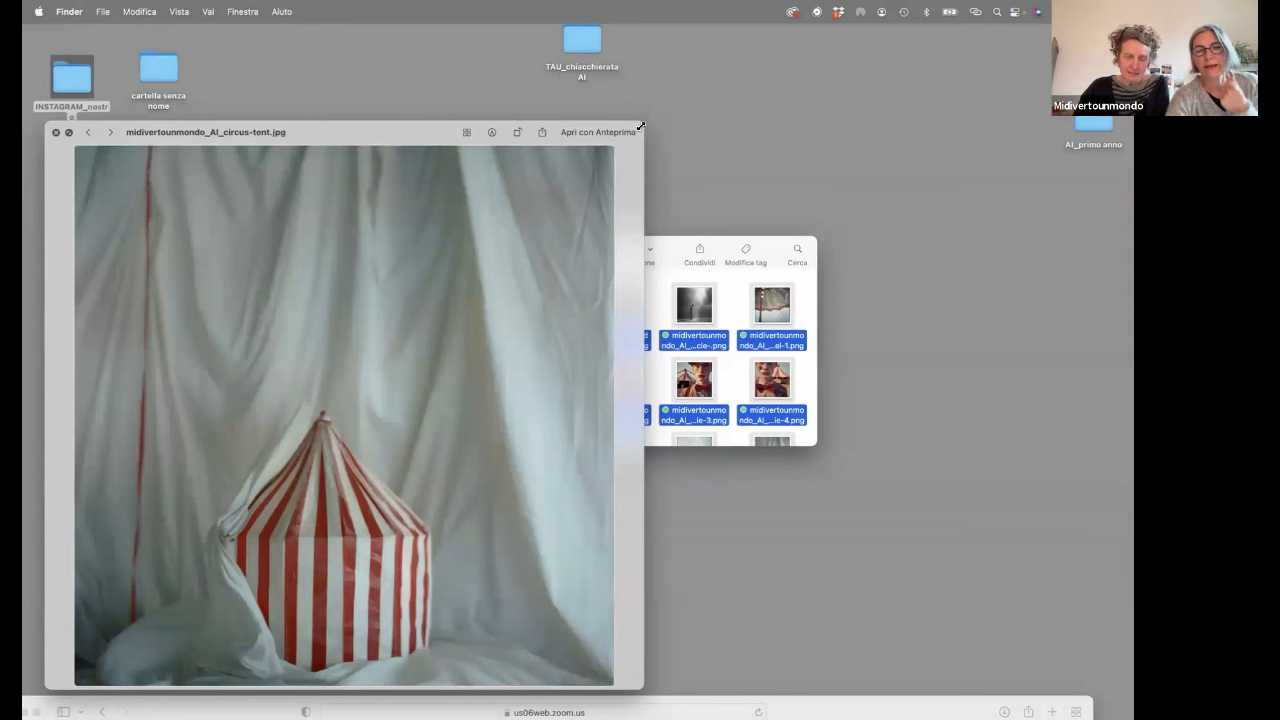 Finder File Modifica Vista Vai Finestra Aiuto
INSTAGRAM_nostr
o
cartella senza
nome
TAU_chiacchierata
AI
Midivertounmondo
AI_primo anno
midivertounmondo_AI_circus-tent.jpg
Apri con Anteprima
Condividi Modifica tag Cerca
midivertounmo
ndo_AI_...cle-.png
midivertounmo
ndo_AI_...el-1.png
midivertounmo
ndo_AI_...ie-3.png
midivertounmo
ndo_AI_...ie-4.png
us06web.zoom.us